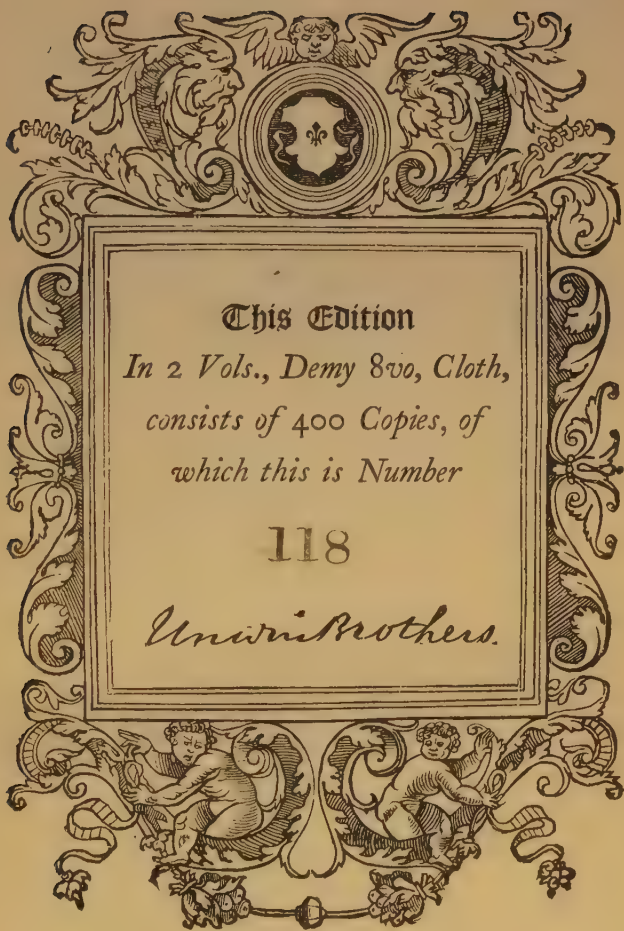 This Edition
In 2 Vols., Demy 8vo, Cloth,
consists of 400 Copies, of
which this is Number
118
Unwin Brothers.